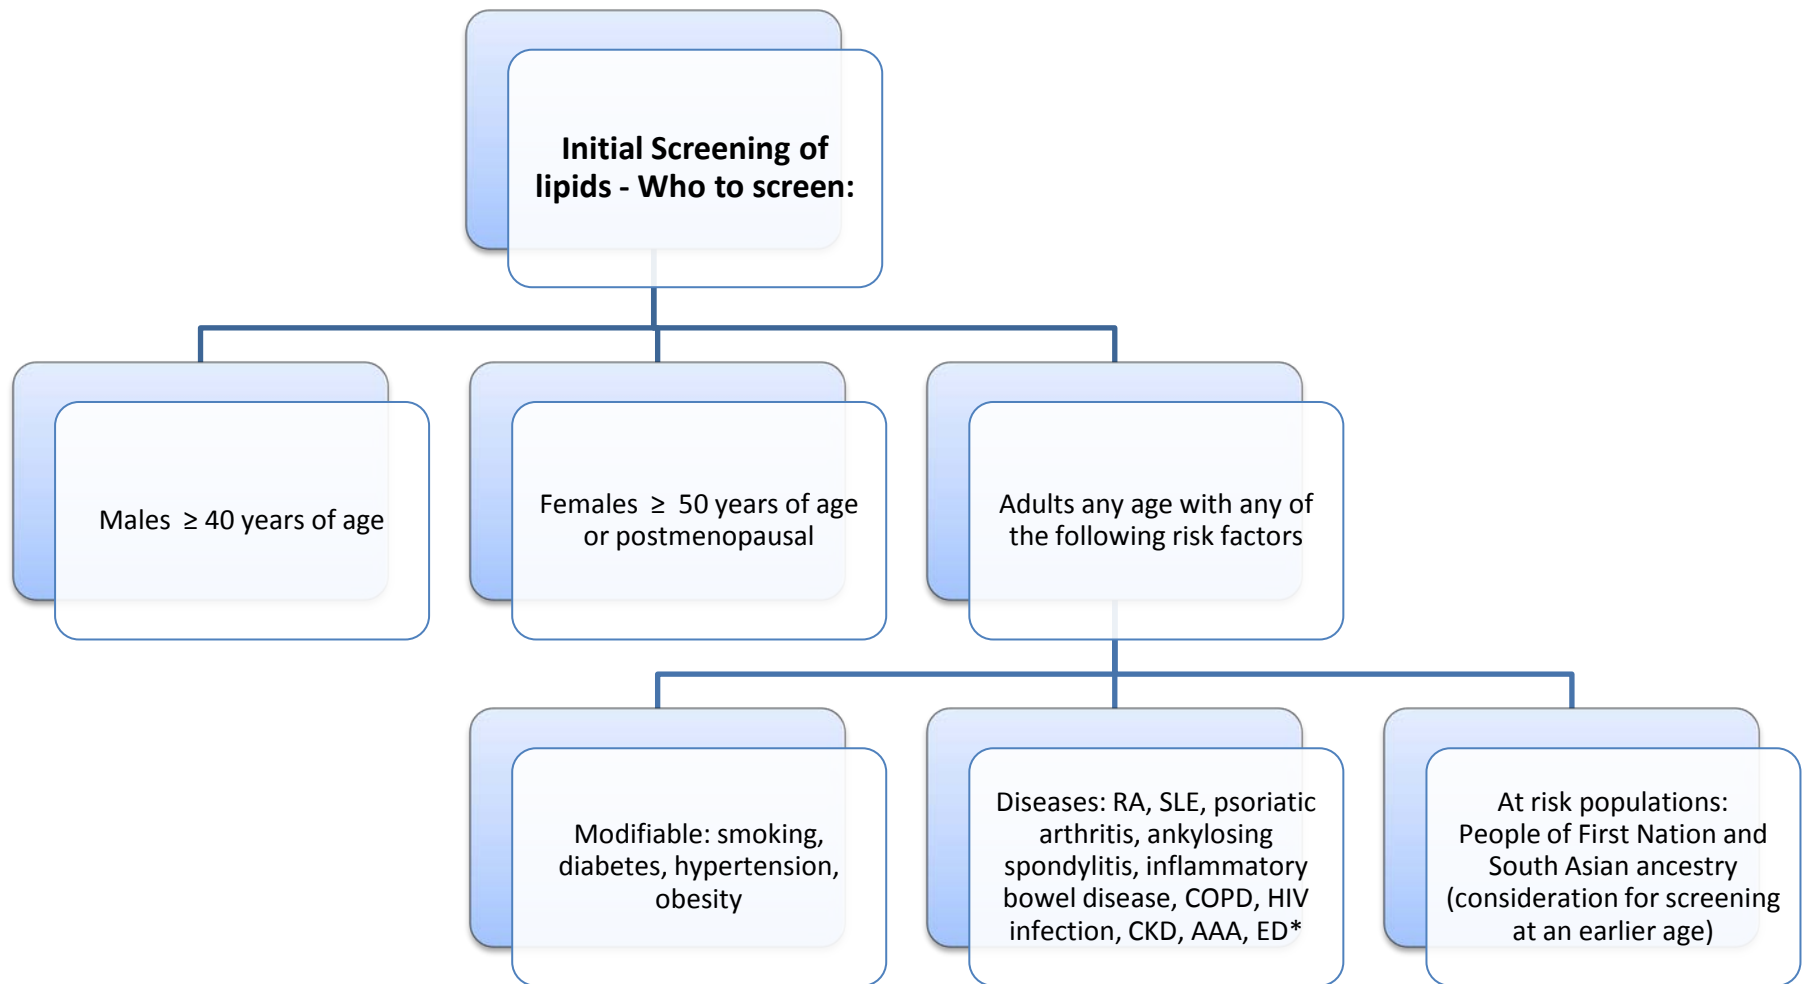 Initial Screening of
lipids - Who to screen:
Males ≥ 40 years of age
Females ≥ 50 years of age
or postmenopausal
Adults any age with any of
the following risk factors
Modifiable: smoking,
diabetes, hypertension,
obesity
Diseases: RA, SLE, psoriatic
arthritis, ankylosing
spondylitis, inflammatory
bowel disease, COPD, HIV
infection, CKD, AAA, ED*
At risk populations:
People of First Nation and
South Asian ancestry
(consideration for screening
at an earlier age)